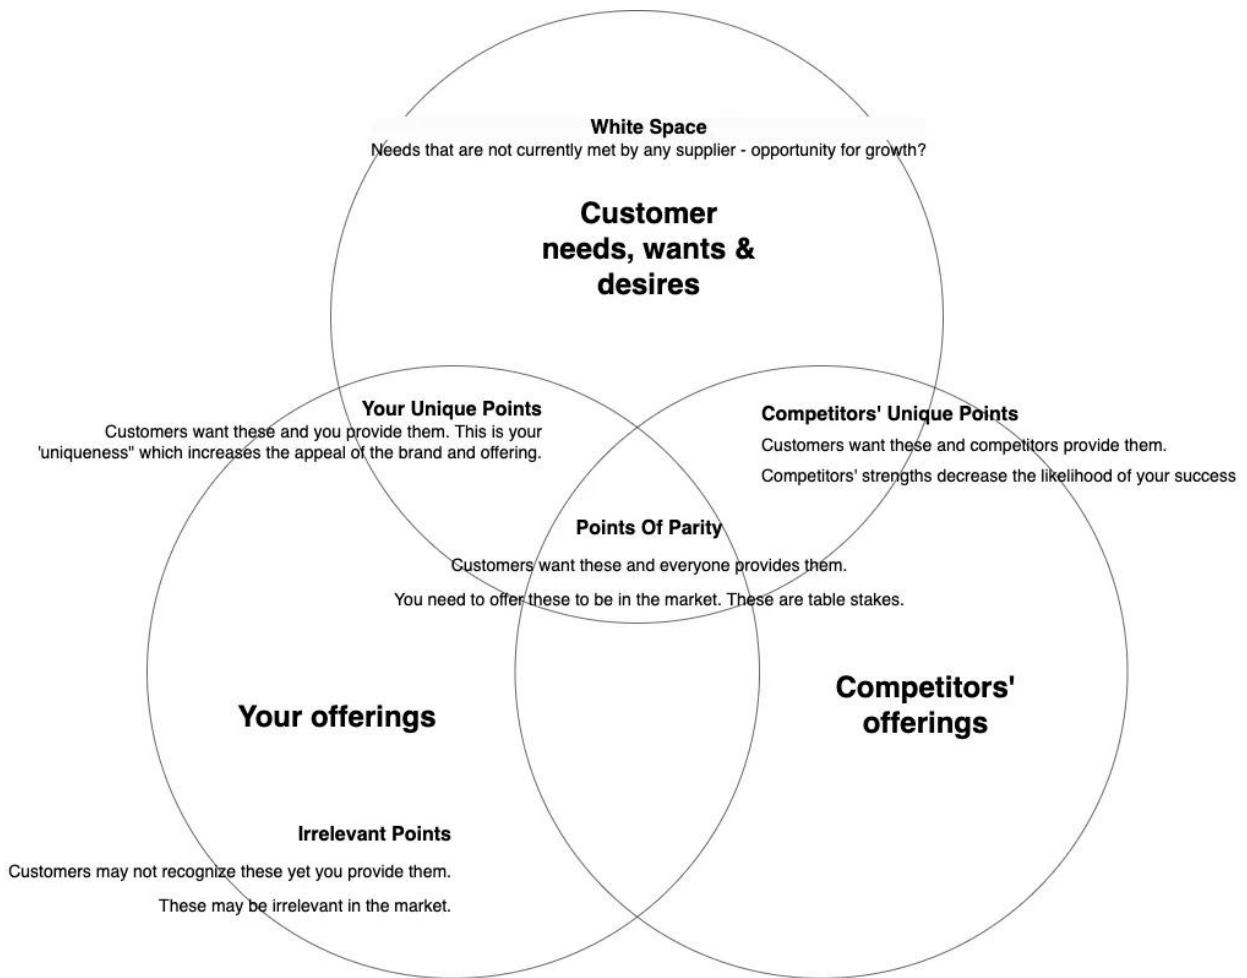 White Space
Needs that are not currently met by any supplier - opportunity for growth?
Customer
needs, wants &
desires
Your Unique Points
Customers want these and you provide them. This is your
'uniqueness" which increases the appeal of the brand and offering.
Competitors' Unique Points
Customers want these and competitors provide them.
Competitors' strengths decrease the likelihood of your success
Points Of Parity
Customers want these and everyone provides them.
You need to offer these to be in the market. These are table stakes.
Your offerings
Competitors'
offerings
Irrelevant Points
Customers may not recognize these yet you provide them.
These may be irrelevant in the market.